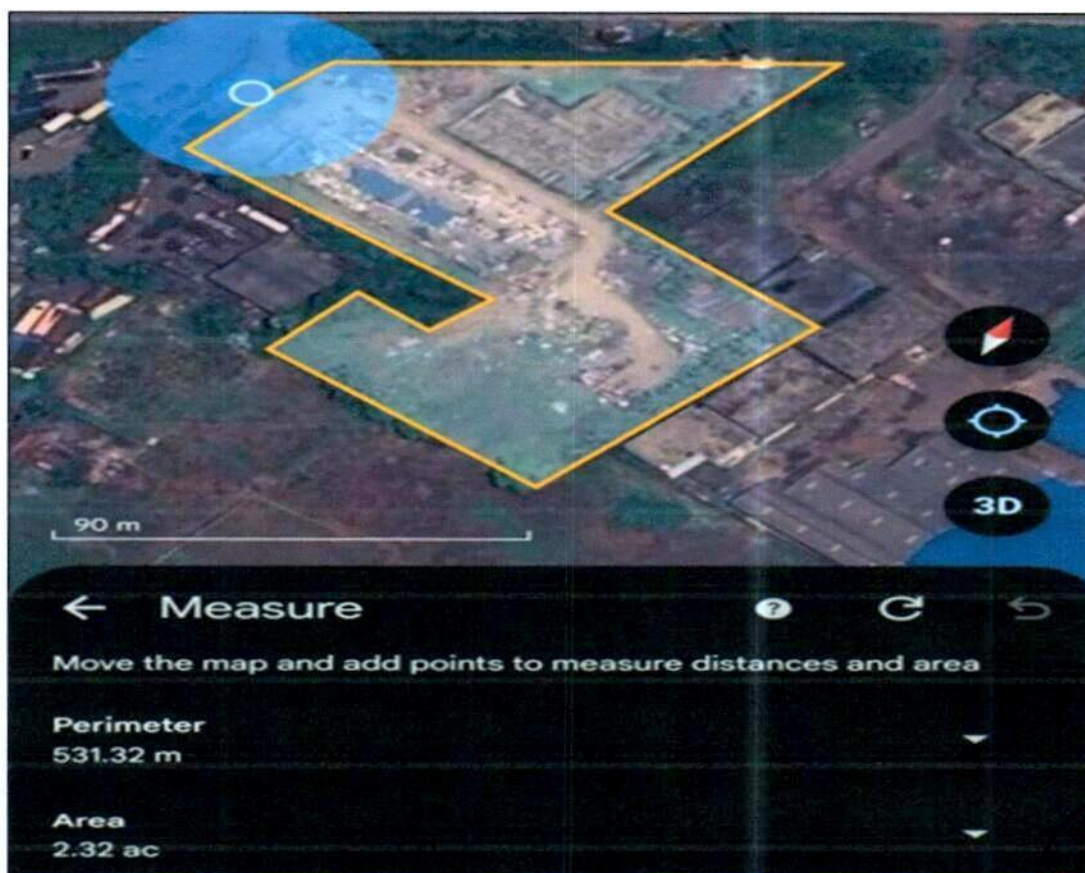 3D
90 m
Measure
?
Move the map and add points to measure distances and area
Perimeter
531.32 m
Area
2.32 ac